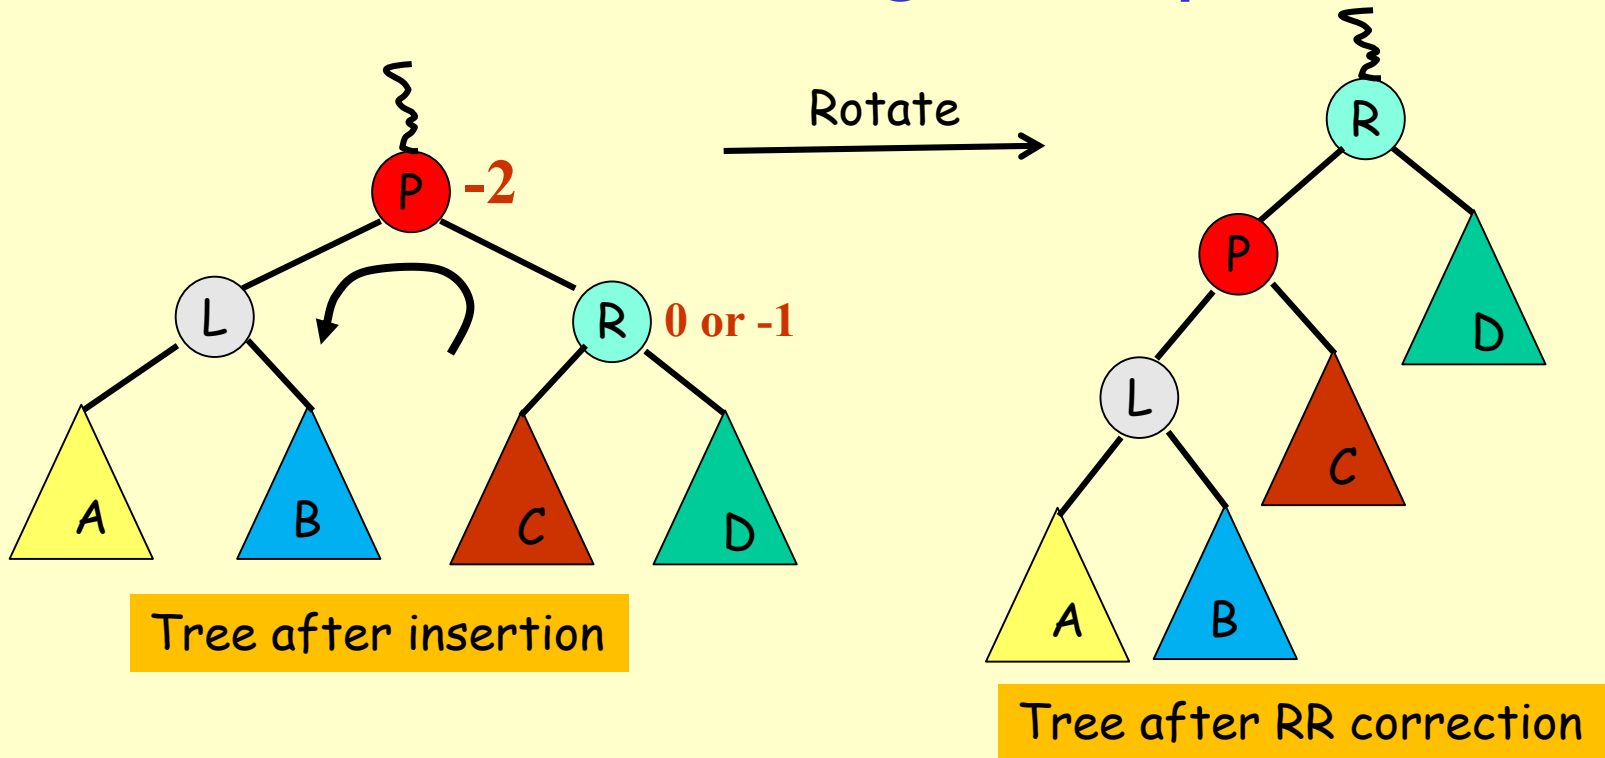 Rotate
R
P -2
P
L
R 0 or -1
D
L
C
A
B
C
D
A
B
Tree after insertion
Tree after RR correction